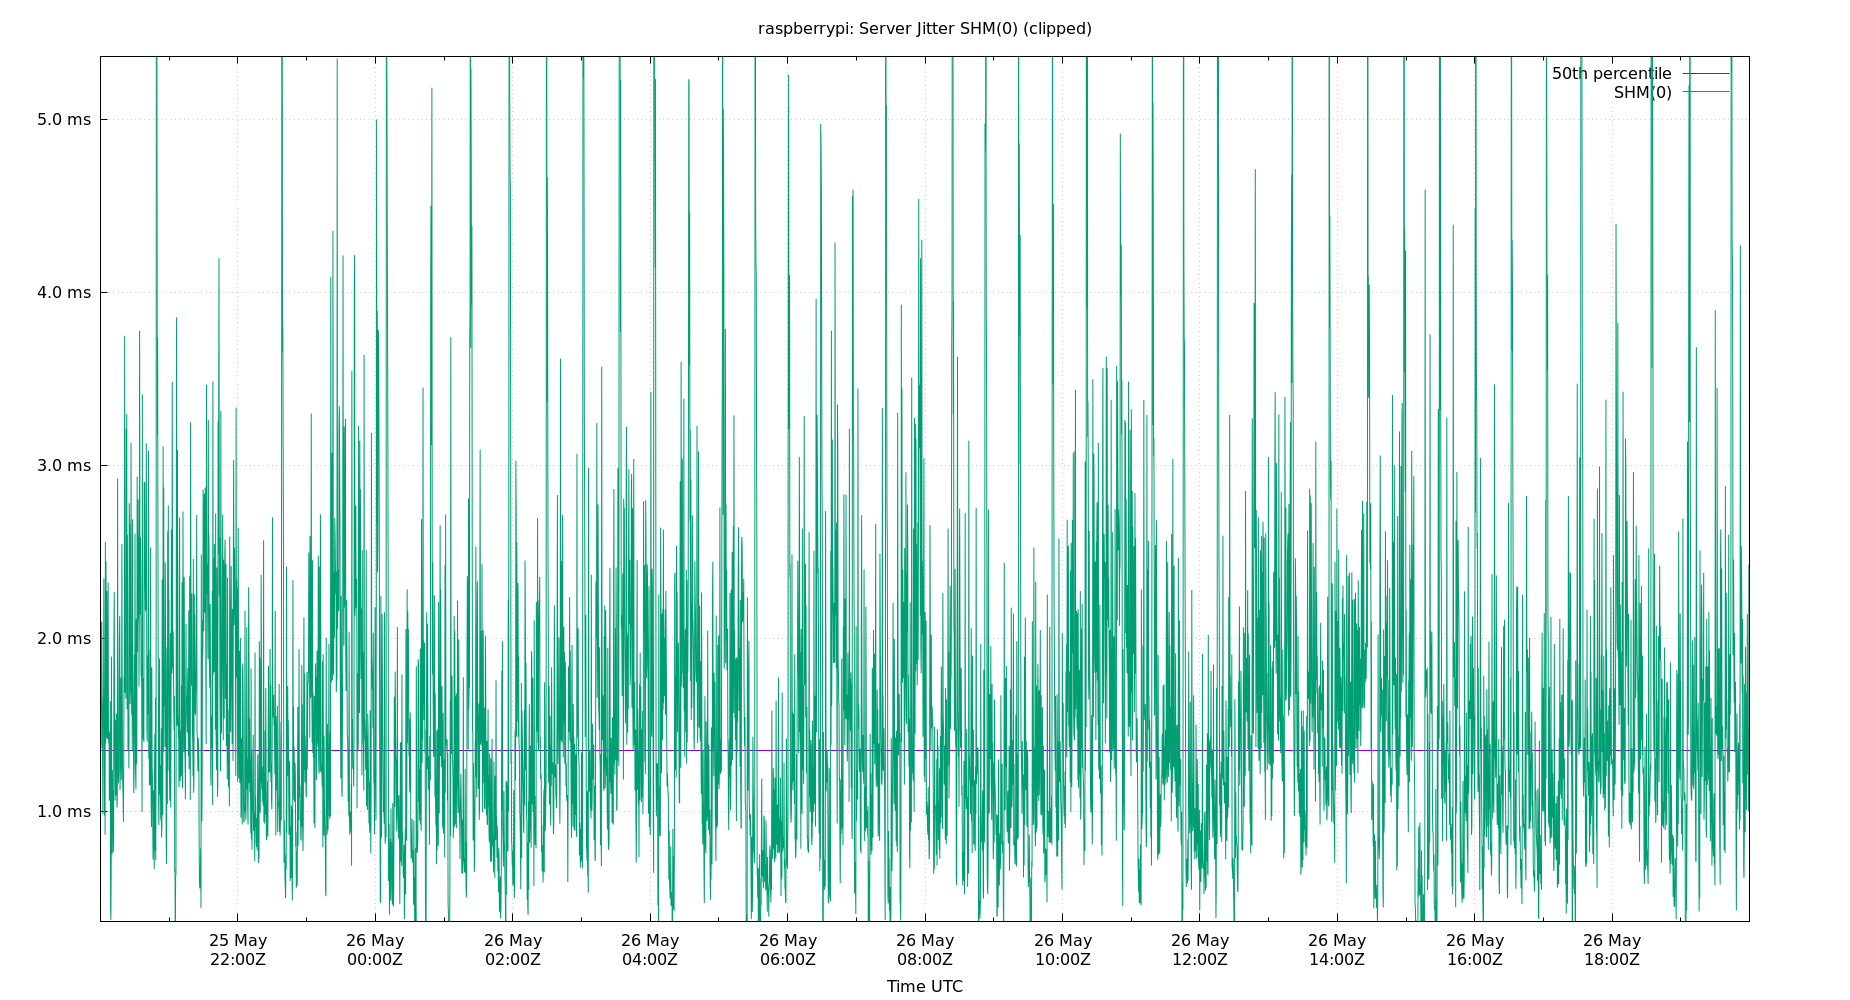 raspberrypi: Server Jitter SHM(0) (clipped)
50th percentile
SHM(0)
5.0 ms
4.0 ms
3.0 ms
2.0 ms
1.0 ms
25 May 26 May 26 May 26 May 26 May 26 May 26 May 26 May 26 May 26 May 26 May
22:00Z 00:00Z 02:00Z 04:00Z 06:00Z 08:00Z 10:00Z 12:00Z 14:00Z 16:00Z 18:00Z
Time UTC